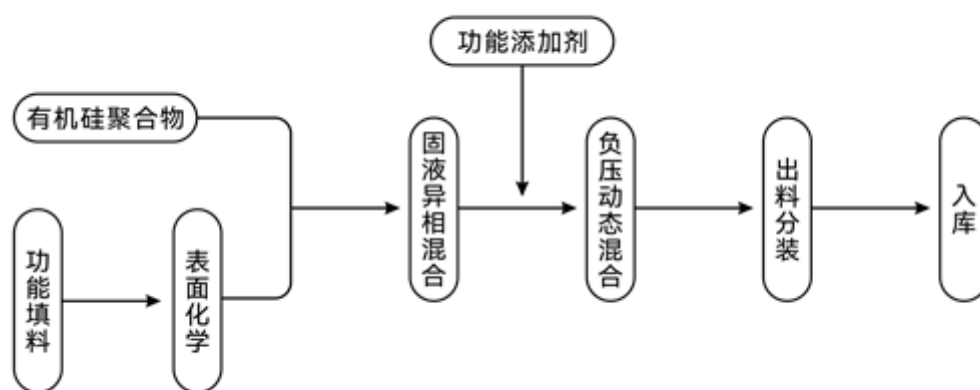 功能添加剂
有机硅聚合物
功能填料
表面化学
固液异相混合
负压动态混合
出料分装
入库